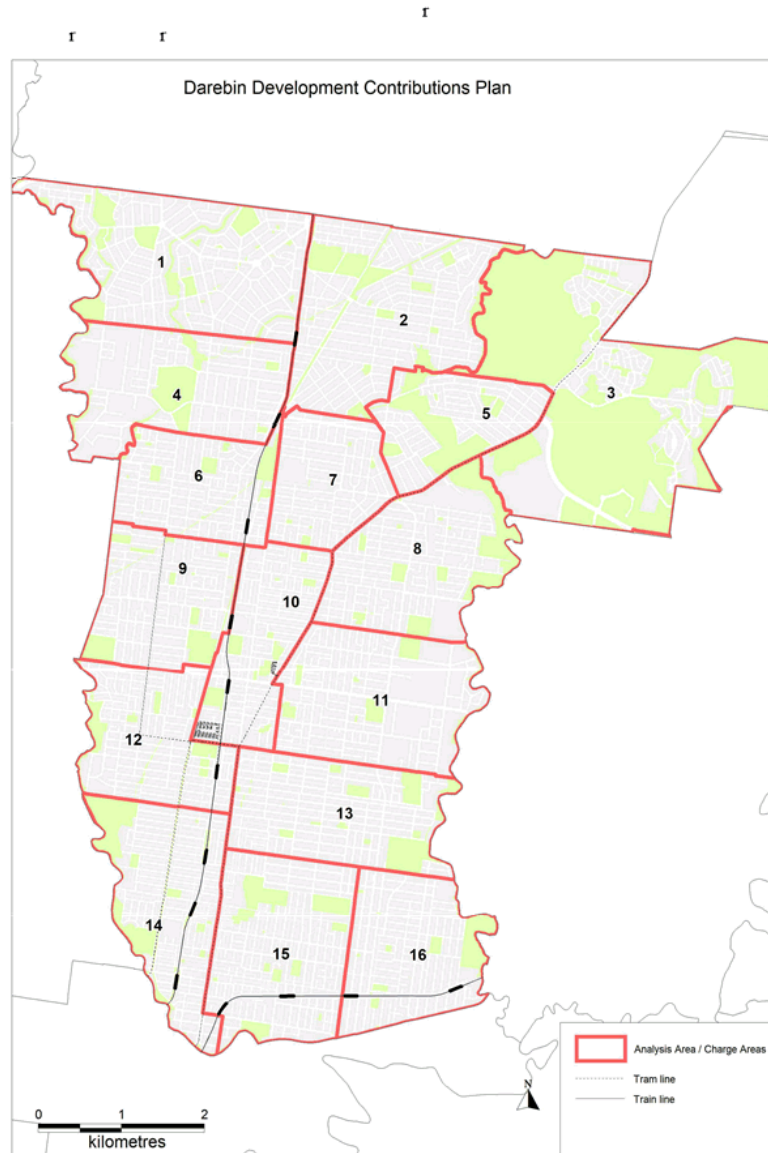 r
r r
Darebin Development Contributions Plan
1
2
3
4
5
6
7
8
9
10
11
12
13
14
15
16
Analysis Area / Charge Areas
Tram line
Train line
N
0 1 2
kilometres